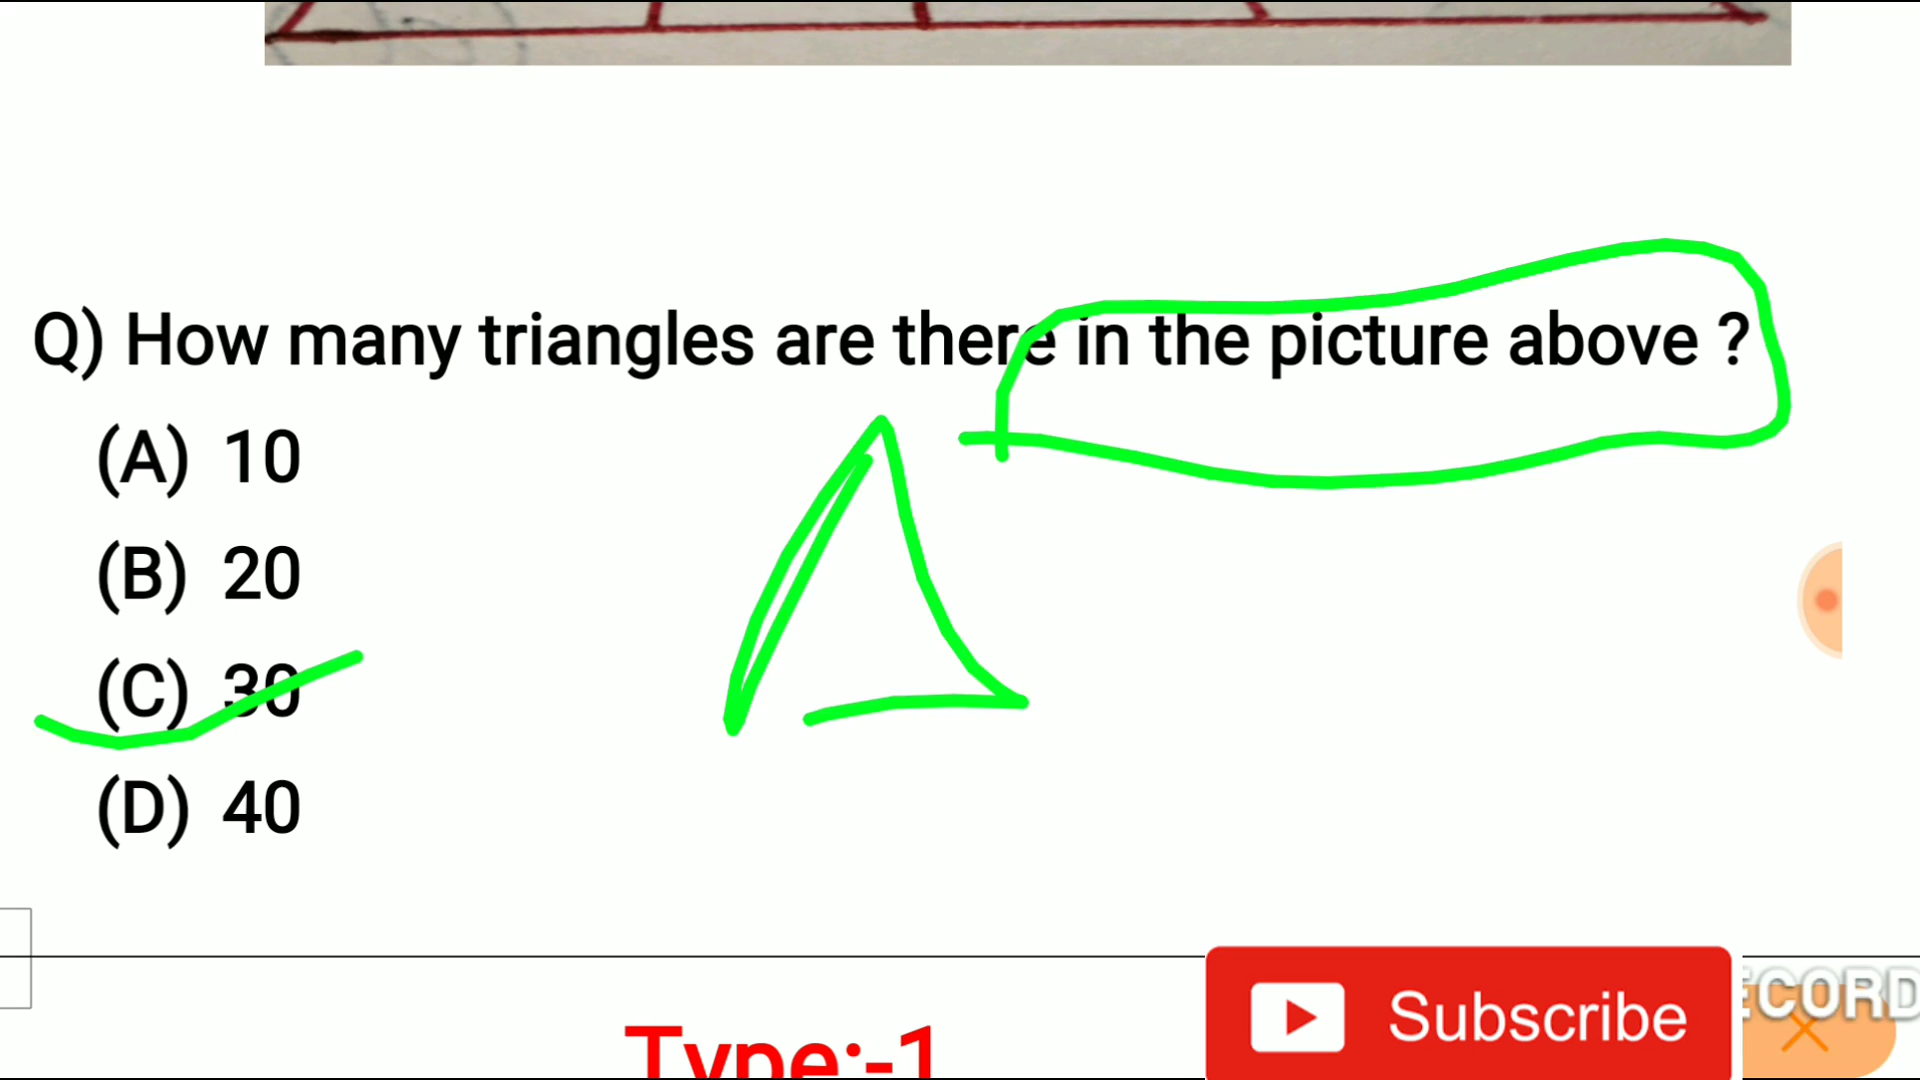 Q) How many triangles are there in the picture above ?
(A) 10
(B) 20
(C) 30
(D) 40
Type:-1
Subscribe